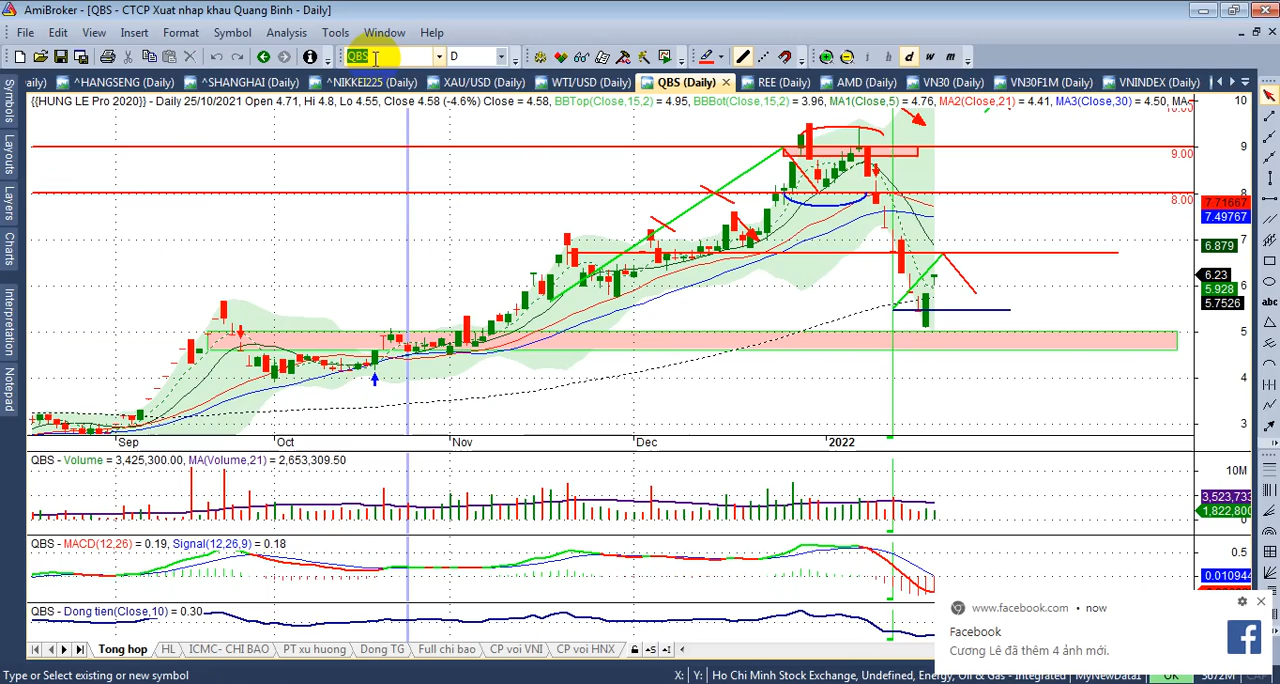 AmiBroker - [QBS - CTCP Xuat nhap khau Quang Binh - Daily]
File Edit View Insert Format Symbol Analysis Tools Window Help
QBS D i h d w m
aily) ^HANGSENG (Daily) ^SHANGHAI (Daily) ^NIKKEI225 (Daily) XAU/USD (Daily) WTI/USD (Daily) QBS (Daily) REE (Daily) AMD (Daily) VN30 (Daily) VN30F1M (Daily) VNINDEX (Daily)
{{HUNG LE Pro 2020}} - Daily 25/10/2021 Open 4.71, Hi 4.8, Lo 4.55, Close 4.58 (-4.6%) Close = 4.58, BBTop(Close,15,2) = 4.95, BBBot(Close,15,2) = 3.96, MA1(Close,5) = 4.76, MA2(Close,21) = 4.41, MA3(Close,30) = 4.50, MA
Symbols
Layouts
Layers
Charts
Interpretation
Notepad
10
10.00
9
9.00
8
8.00
7.71667
7.49767
7
6.879
6.23
6
5.928
5.7526
5
4
3
abc
Sep Oct Nov Dec 2022
QBS - Volume = 3,425,300.00, MA(Volume,21) = 2,653,309.50
10M
3,523,733
1,822,800
0
QBS - MACD(12,26) = 0.19, Signal(12,26,9) = 0.18
0.5
0.010944
QBS - Dong tien(Close,10) = 0.30
www.facebook.com • now
Facebook
Cương Lê đã thêm 4 ảnh mới.
Tong hop HL ICMC- CHI BAO PT xu huong Dong TG Full chi bao CP voi VNI CP voi HNX
Type or Select existing or new symbol X: Y: Ho Chi Minh Stock Exchange, Undefined, Energy, Oil & Gas - Integrated MyNewData1 OK 3672M CAP